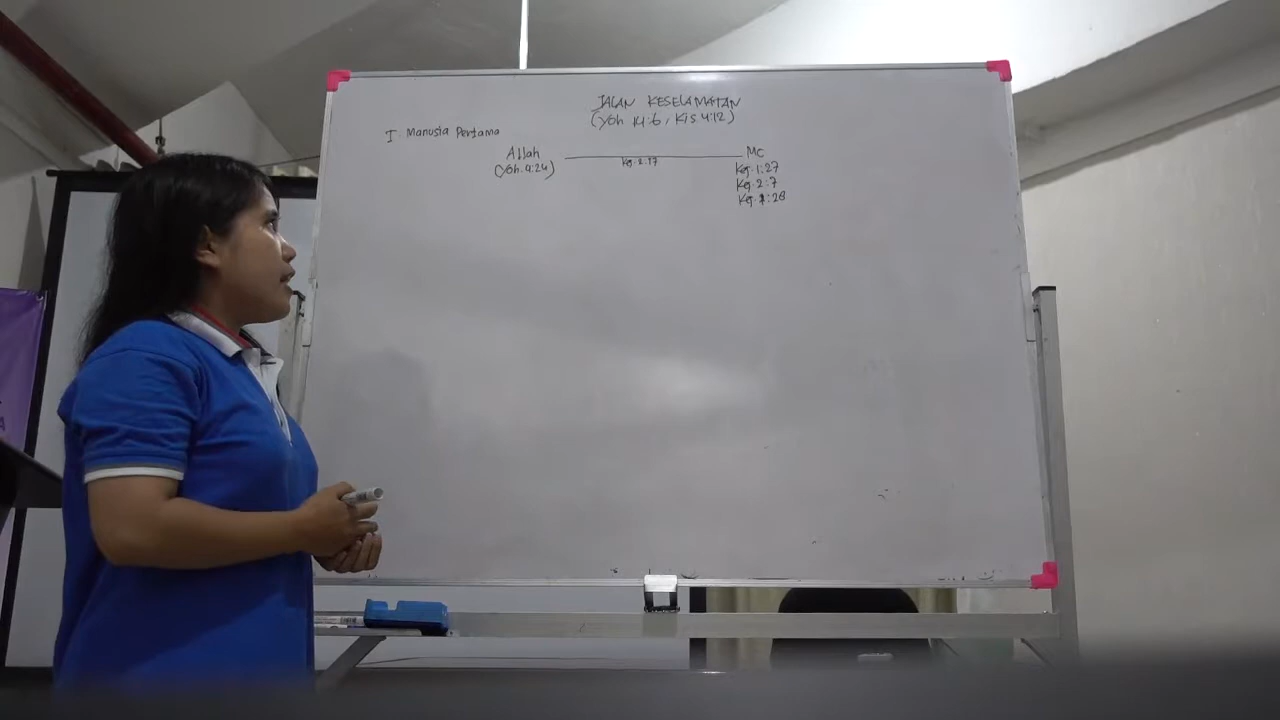 JALAN KESELAMATAN
(Yoh 14:6, Kis 4:12)
I. Manusia Pertama
Allah
(Yoh. 4:24)
Kej. 2:17
MC
Kej. 1:27
Kej. 2:7
Kej. 1:28